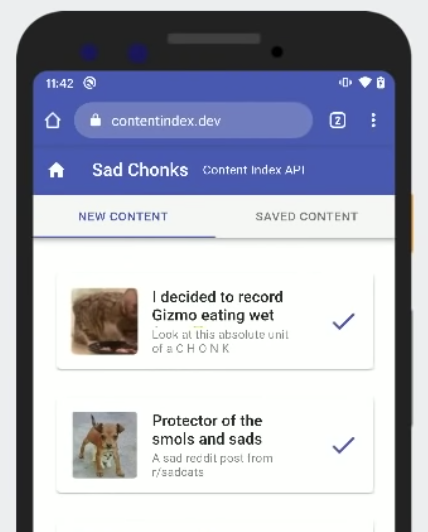 11:42
contentindex.dev
2
Sad Chonks Content Index API
NEW CONTENT SAVED CONTENT
I decided to record
Gizmo eating wet
Look at this absolute unit
of a C H O N K
Protector of the
smols and sads
A sad reddit post from
r/sadcats